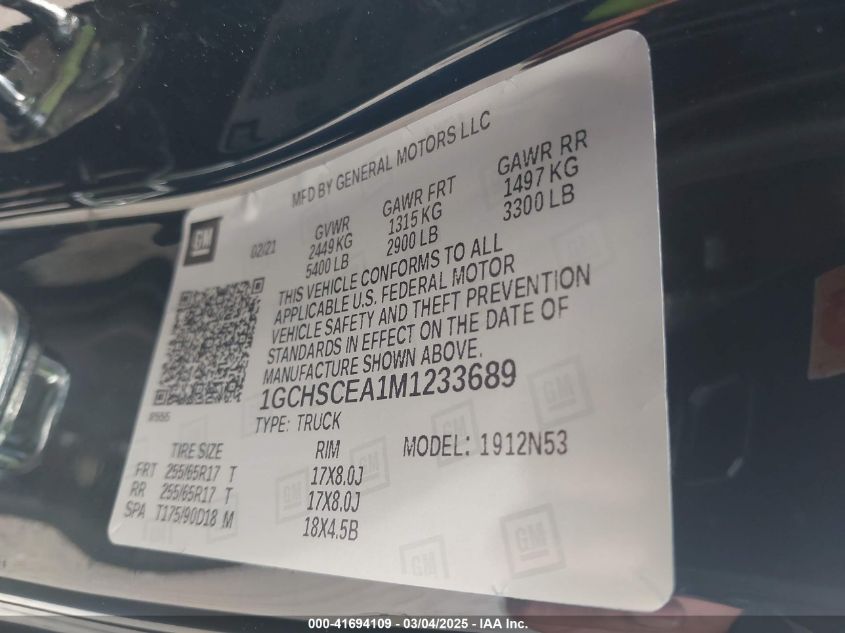 MFD BY GENERAL MOTORS LLC
GM
02/21 GVWR GAWR FRT GAWR RR
2449 KG 1315 KG 1497 KG
5400 LB 2900 LB 3300 LB
THIS VEHICLE CONFORMS TO ALL
APPLICABLE U.S. FEDERAL MOTOR
VEHICLE SAFETY AND THEFT PREVENTION
STANDARDS IN EFFECT ON THE DATE OF
MANUFACTURE SHOWN ABOVE.
1GCHSCEA1M1233689
TYPE: TRUCK
TIRE SIZE RIM MODEL: 1912N53
FRT 255/65R17 T 17X8.0J
RR 255/65R17 T 17X8.0J
SPA T175/90D18 M 18X4.5B
000-41694109 - 03/04/2025 - IAA Inc.